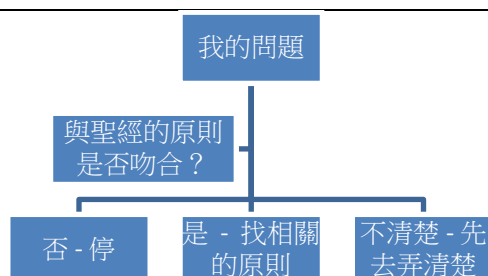 我的問題
與聖經的原則
是否吻合？
否 - 停
是 - 找相關
的原則
不清楚 - 先
去弄清楚